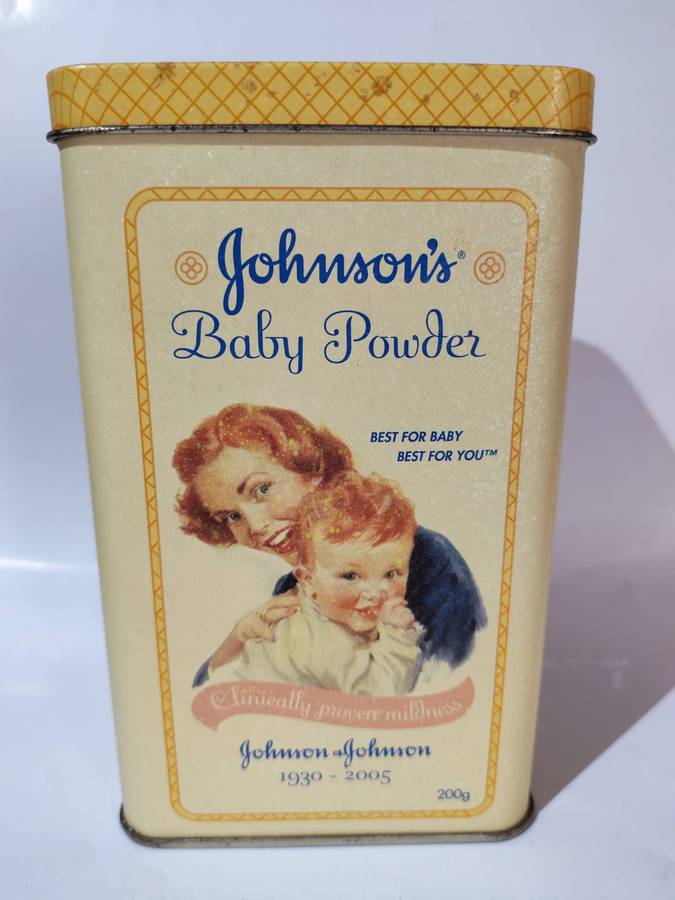 Johnson's®
Baby Powder
BEST FOR BABY
BEST FOR YOU™
Clinically proven mildness
Johnson & Johnson
1930 - 2005
200g